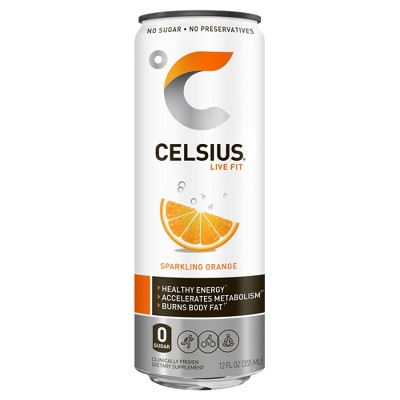 NO SUGAR • NO PRESERVATIVES
CELSIUS®
LIVE FIT
SPARKLING ORANGE
HEALTHY ENERGY*
ACCELERATES METABOLISM*^
BURNS BODY FAT*^
0
SUGAR
CLINICALLY PROVEN
DIETARY SUPPLEMENT
12 FL OZ (355 ML)